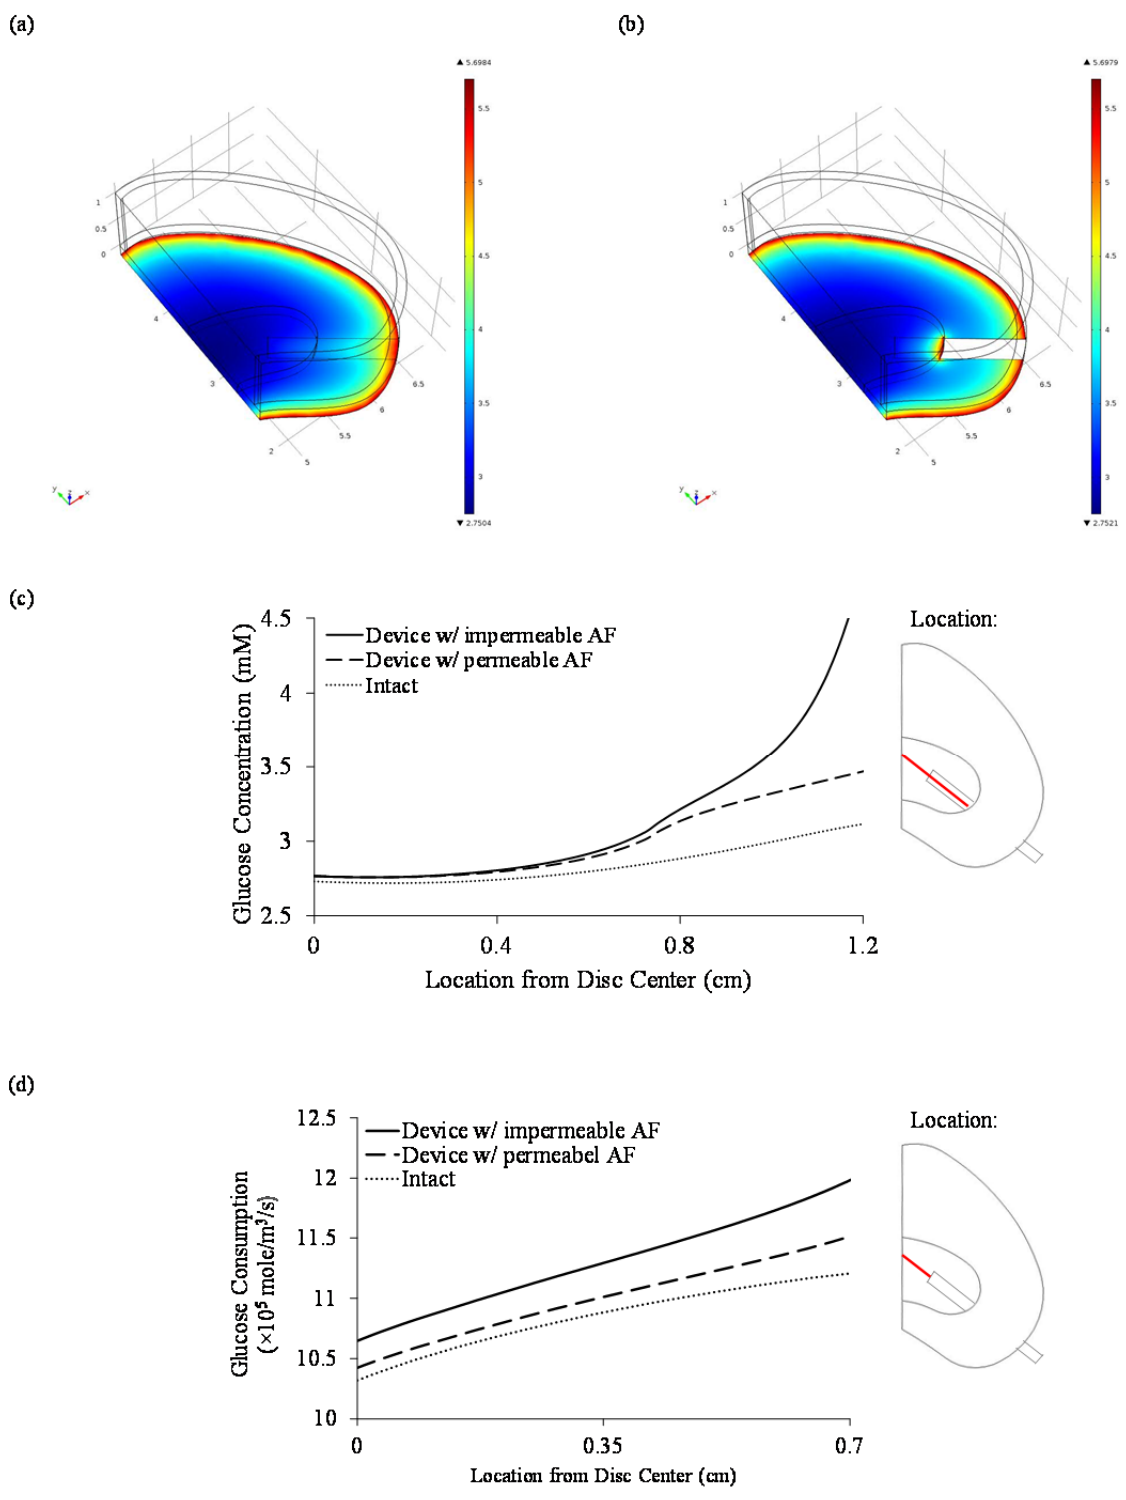 (a)
(b)
▲ 5.6984
5.5
5
4.5
4
3.5
3
▼ 2.7504
1
0.5
0
4
3
2
5
5.5
6
6.5
y z x
▲ 5.6979
5.5
5
4.5
4
3.5
3
▼ 2.7521
1
0.5
0
4
3
2
5
5.5
6
6.5
y z x
(c)
Glucose Concentration (mM)
4.5
4
3.5
3
2.5
Device w/ impermeable AF
Device w/ permeable AF
Intact
0
0.4
0.8
1.2
Location from Disc Center (cm)
Location:
(d)
Glucose Consumption
(×10⁵ mole/m³/s)
12.5
12
11.5
11
10.5
10
Device w/ impermeable AF
Device w/ permeabel AF
Intact
0
0.35
0.7
Location from Disc Center (cm)
Location: